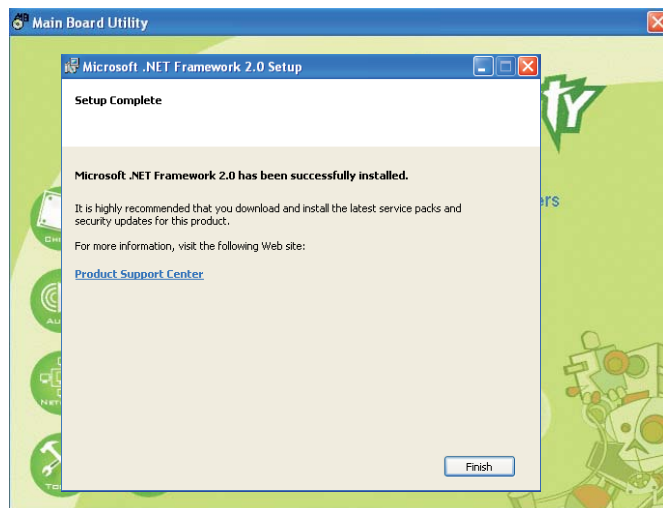 Main Board Utility
Microsoft .NET Framework 2.0 Setup
Setup Complete
Microsoft .NET Framework 2.0 has been successfully installed.
It is highly recommended that you download and install the latest service packs and
security updates for this product.
For more information, visit the following Web site:
Product Support Center
Finish